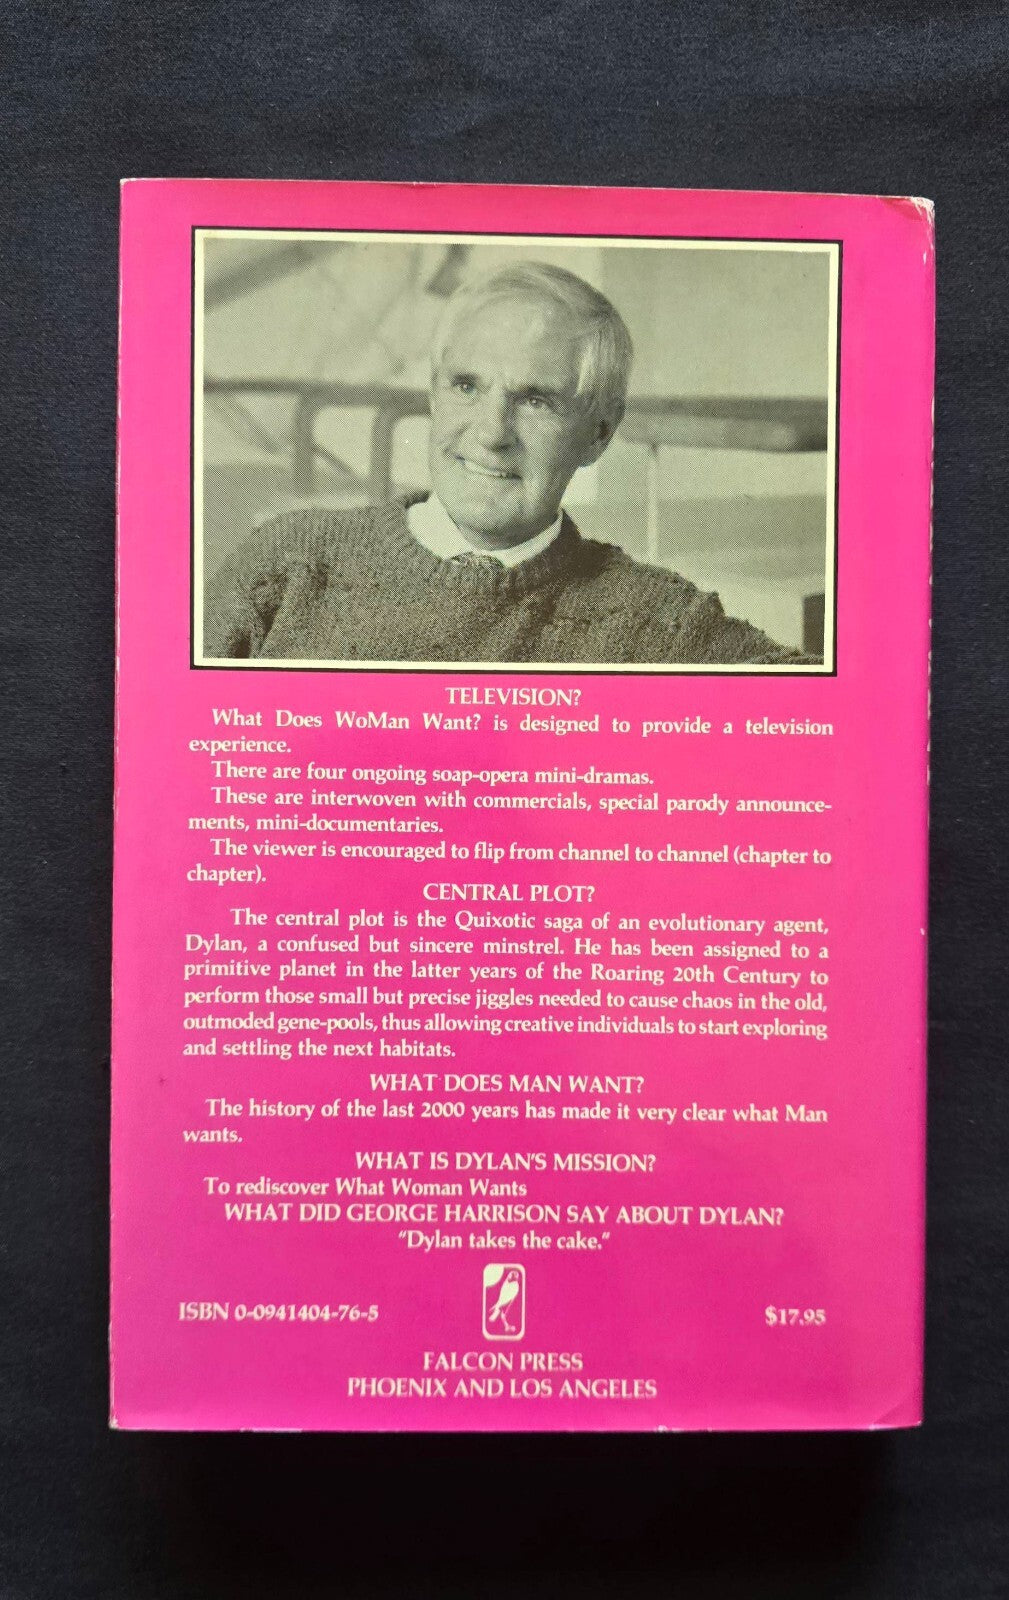 TELEVISION?
What Does WoMan Want? is designed to provide a television
experience.
There are four ongoing soap-opera mini-dramas.
These are interwoven with commercials, special parody announce-
ments, mini-documentaries.
The viewer is encouraged to flip from channel to channel (chapter to
chapter).
CENTRAL PLOT?
The central plot is the Quixotic saga of an evolutionary agent,
Dylan, a confused but sincere minstrel. He has been assigned to a
primitive planet in the latter years of the Roaring 20th Century to
perform those small but precise jiggles needed to cause chaos in the old,
outmoded gene-pools, thus allowing creative individuals to start exploring
and settling the next habitats.
WHAT DOES MAN WANT?
The history of the last 2000 years has made it very clear what Man
wants.
WHAT IS DYLAN'S MISSION?
To rediscover What Woman Wants
WHAT DID GEORGE HARRISON SAY ABOUT DYLAN?
"Dylan takes the cake."
ISBN 0-0941404-76-5
$17.95
FALCON PRESS
PHOENIX AND LOS ANGELES